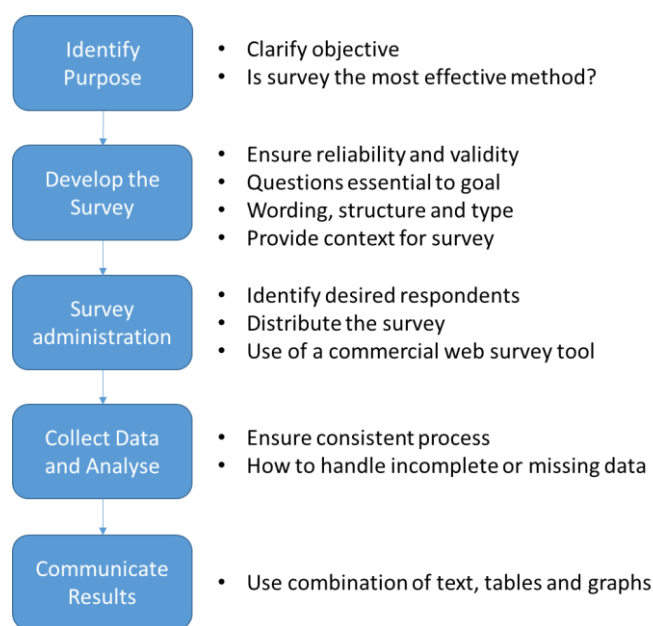 Identify
Purpose
• Clarify objective
• Is survey the most effective method?
Develop the
Survey
• Ensure reliability and validity
• Questions essential to goal
• Wording, structure and type
• Provide context for survey
Survey
administration
• Identify desired respondents
• Distribute the survey
• Use of a commercial web survey tool
Collect Data
and Analyse
• Ensure consistent process
• How to handle incomplete or missing data
Communicate
Results
• Use combination of text, tables and graphs